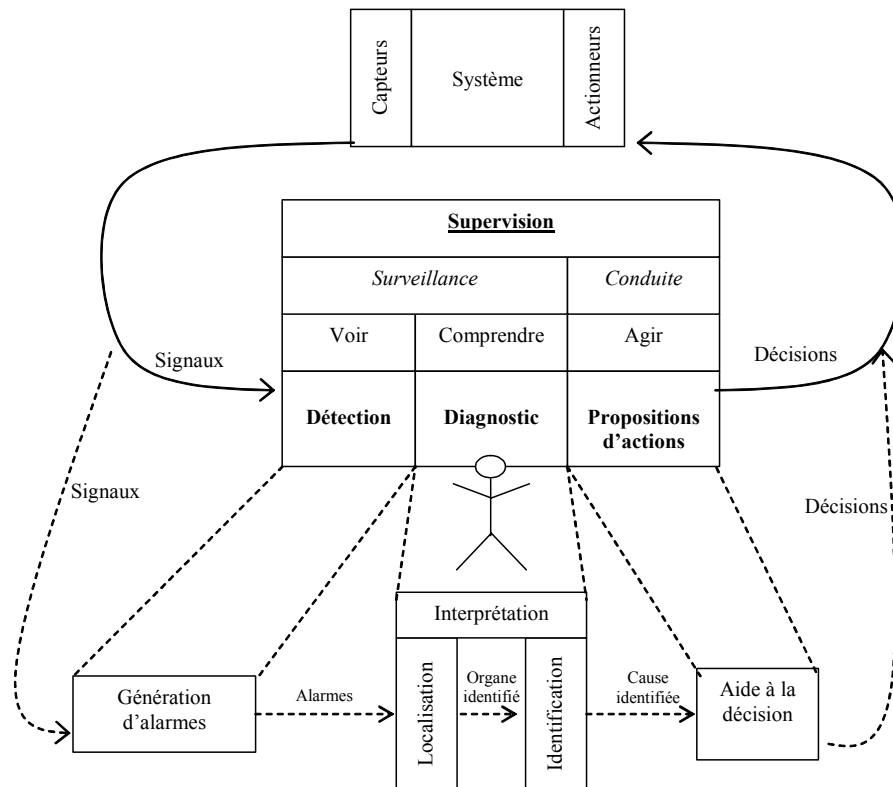 Capteurs
Système
Actionneurs
Supervision
Surveillance
Conduite
Voir
Comprendre
Agir
Signaux
Décisions
Détection
Diagnostic
Propositions
d'actions
Signaux
Décisions
Interprétation
Génération
d'alarmes
Alarmes
Localisation
Organe
identifié
Identification
Cause
identifiée
Aide à la
décision